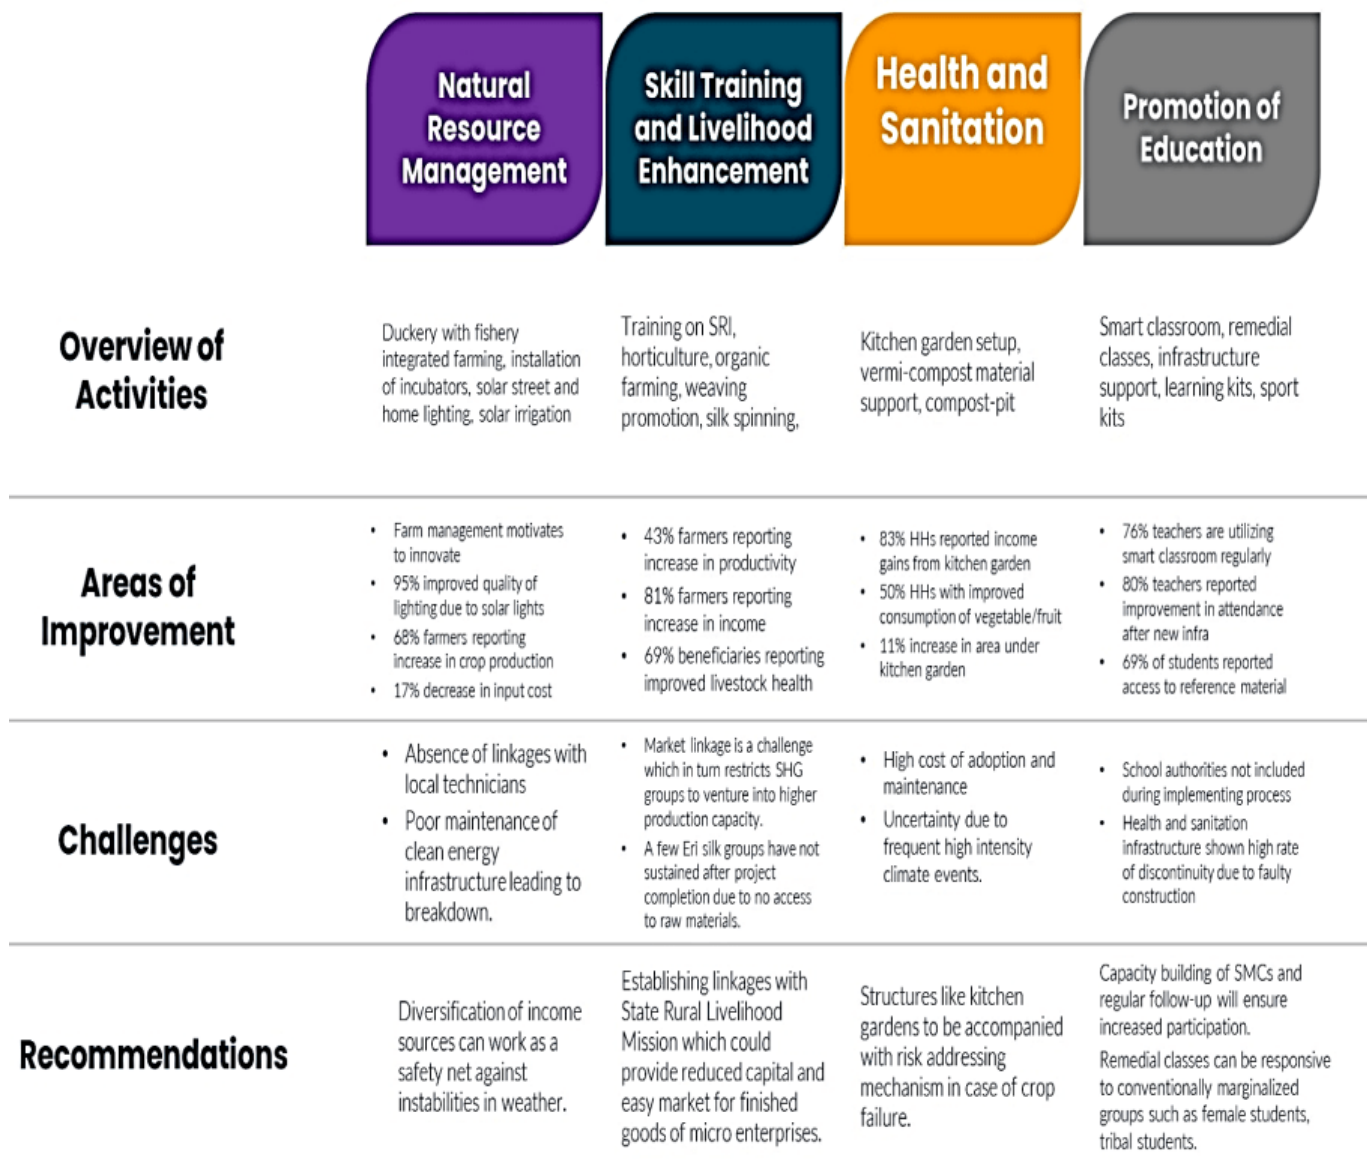 Natural
Resource
Management
Skill Training
and Livelihood
Enhancement
Health and
Sanitation
Promotion of
Education
Overview of
Activities
Duckery with fishery
integrated farming, installation
of incubators, solar street and
home lighting, solar irrigation
Training on SRI,
horticulture, organic
farming, weaving
promotion, silk spinning,
Kitchen garden setup,
vermi-compost material
support, compost-pit
Smart classroom, remedial
classes, infrastructure
support, learning kits, sport
kits
Areas of
Improvement
• Farm management motivates
to innovate
• 95% improved quality of
lighting due to solar lights
• 68% farmers reporting
increase in crop production
• 17% decrease in input cost
• 43% farmers reporting
increase in productivity
• 81% farmers reporting
increase in income
• 69% beneficiaries reporting
improved livestock health
• 83% HHs reported income
gains from kitchen garden
• 50% HHs with improved
consumption of vegetable/fruit
• 11% increase in area under
kitchen garden
• 76% teachers are utilizing
smart classroom regularly
• 80% teachers reported
improvement in attendance
after new infra
• 69% of students reported
access to reference material
Challenges
• Absence of linkages with
local technicians
• Poor maintenance of
clean energy
infrastructure leading to
breakdown.
• Market linkage is a challenge
which in turn restricts SHG
groups to venture into higher
production capacity.
• A few Eri silk groups have not
sustained after project
completion due to no access
to raw materials.
• High cost of adoption and
maintenance
• Uncertainty due to
frequent high intensity
climate events.
• School authorities not included
during implementing process
• Health and sanitation
infrastructure shown high rate
of discontinuity due to faulty
construction
Recommendations
Diversification of income
sources can work as a
safety net against
instabilities in weather.
Establishing linkages with
State Rural Livelihood
Mission which could
provide reduced capital and
easy market for finished
goods of micro enterprises.
Structures like kitchen
gardens to be accompanied
with risk addressing
mechanism in case of crop
failure.
Capacity building of SMCs and
regular follow-up will ensure
increased participation.
Remedial classes can be responsive
to conventionally marginalized
groups such as female students,
tribal students.